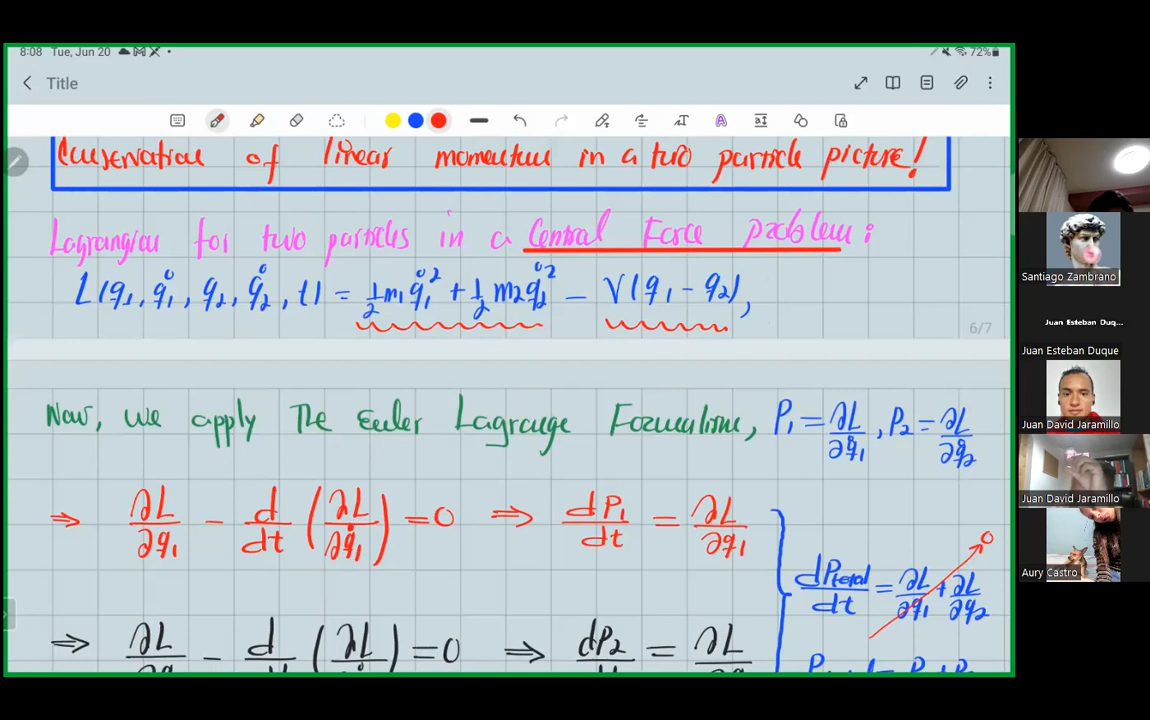 8:08 Tue, Jun 20 72%
Title
Conservation of linear momentum in a two particle picture!
Lagrangian for two particles in a Central Force problem:
L(q₁, q̇₁, q₂, q̇₂, t) = ½m₁q̇₁² + ½m₂q̇₂² − V(q₁ − q₂),
6/7
Now, we apply The Euler Lagrange Formalism, P₁ = ∂L/∂q̇₁, P₂ = ∂L/∂q̇₂
⇒ ∂L/∂q₁ − d/dt (∂L/∂q̇₁) = 0 ⇒ dP₁/dt = ∂L/∂q₁
dPtotal/dt = ∂L/∂q₁ + ∂L/∂q₂ 0
Santiago Zambrano
Juan Esteban Duq...
Juan Esteban Duque
Juan David Jaramillo
Juan David Jaramillo
Aury Castro